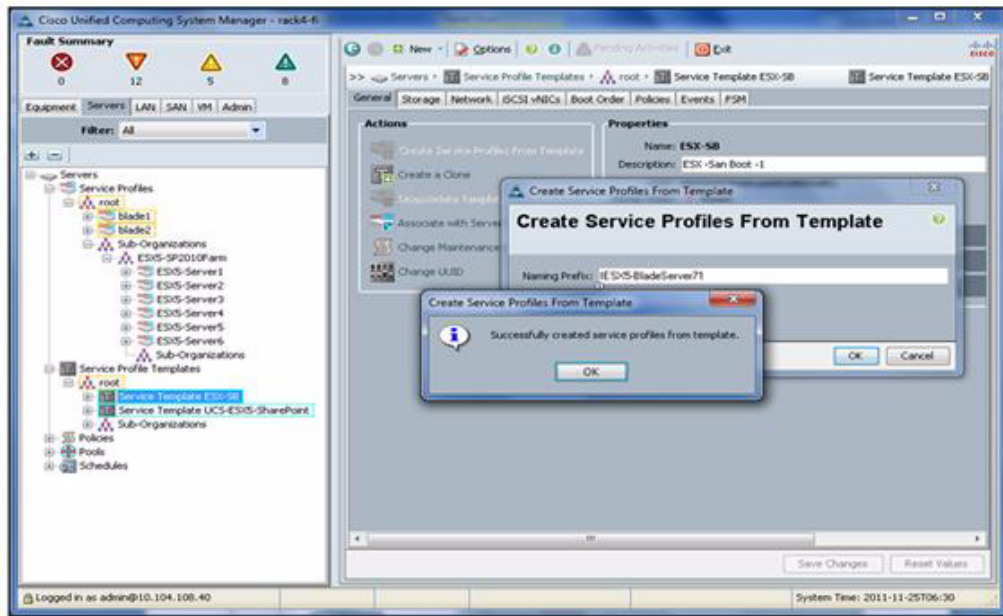 Cisco Unified Computing System Manager - rack4-fi
Fault Summary
0 12 5 8
Equipment Servers LAN SAN VM Admin
Filter: All
Servers
Service Profiles
root
blade1
blade2
Sub-Organizations
ESXi5-SP2010Farm
ESXi5-Server1
ESXi5-Server2
ESXi5-Server3
ESXi5-Server4
ESXi5-Server5
ESXi5-Server6
Sub-Organizations
Service Profile Templates
root
Service Template ESX-SB
Service Template UCS-ESXi5-SharePoint
Sub-Organizations
Policies
Pools
Schedules
New Options Pending Activities Exit
CISCO
>> Servers Service Profile Templates root Service Template ESX-SB Service Template ESX-SB
General Storage Network iSCSI vNICs Boot Order Policies Events FSM
Actions
Create Service Profiles From Template
Create a Clone
Associate with Server
Change Maintenance
Change UUID
Properties
Name: ESX-SB
Description: ESX -San Boot -1
Create Service Profiles From Template
Create Service Profiles From Template
Naming Prefix: ESXi5-BladeServer71
OK Cancel
Create Service Profiles From Template
Successfully created service profiles from template.
OK
Save Changes Reset Values
Logged in as admin@10.104.108.40
System Time: 2011-11-25T06:30